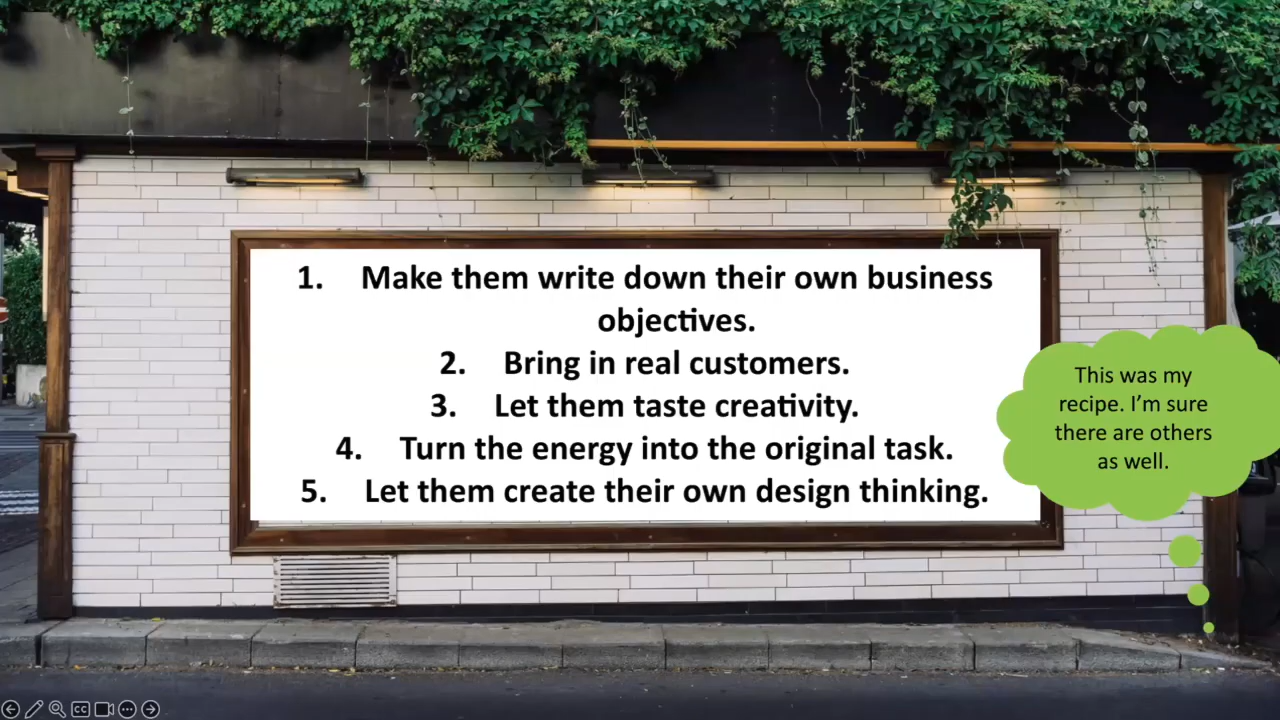 1. Make them write down their own business
objectives.
2. Bring in real customers.
3. Let them taste creativity.
4. Turn the energy into the original task.
5. Let them create their own design thinking.
This was my
recipe. I’m sure
there are others
as well.
CC